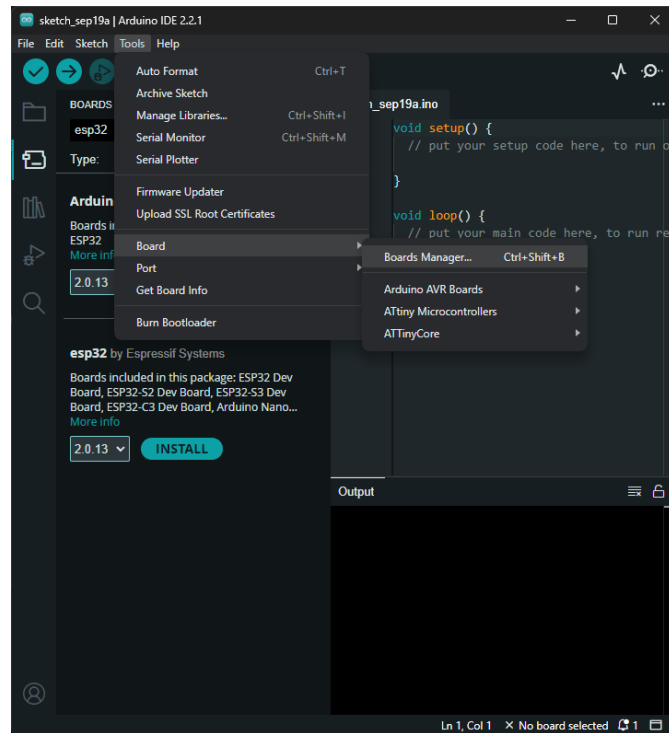 sketch_sep19a | Arduino IDE 2.2.1
File Edit Sketch Tools Help
Auto Format Ctrl+T
Archive Sketch
Manage Libraries... Ctrl+Shift+I
Serial Monitor Ctrl+Shift+M
Serial Plotter
Firmware Updater
Upload SSL Root Certificates
Board
Port
Get Board Info
Burn Bootloader
Boards Manager... Ctrl+Shift+B
Arduino AVR Boards
ATtiny Microcontrollers
ATTinyCore
BOARDS
esp32
Type:
Arduin
Boards i
ESP32
More inf
2.0.13
esp32 by Espressif Systems
Boards included in this package: ESP32 Dev
Board, ESP32-S2 Dev Board, ESP32-S3 Dev
Board, ESP32-C3 Dev Board, Arduino Nano...
More info
2.0.13 INSTALL
_sep19a.ino
void setup() {
// put your setup code here, to run o
}
void loop() {
// put your main code here, to run re
Output
Ln 1, Col 1 × No board selected 1